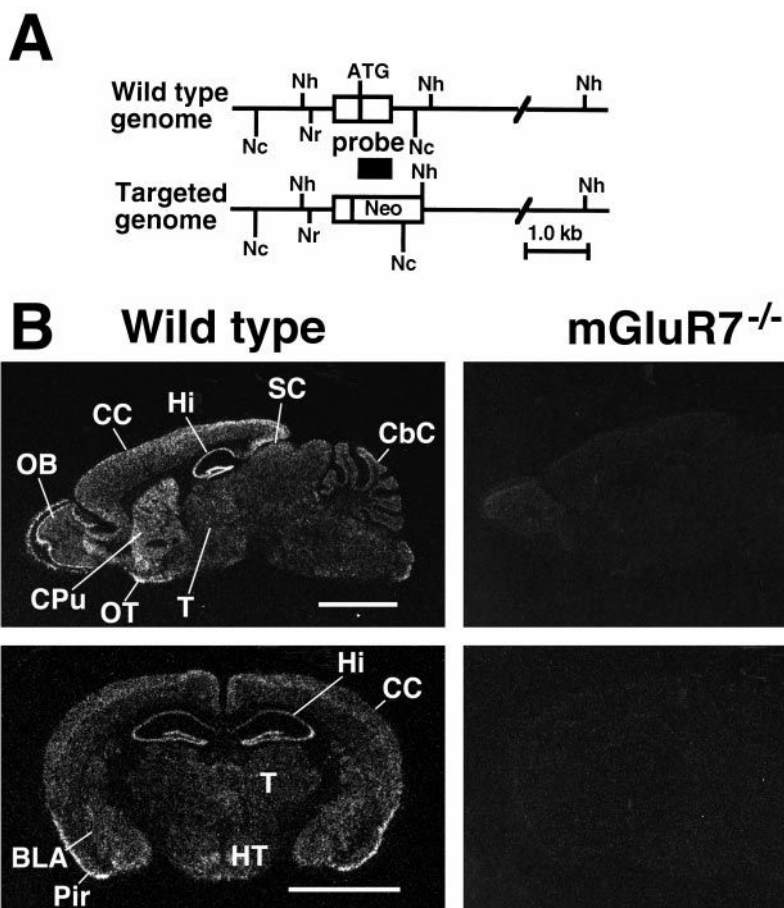 A
Wild type
genome
Nh
ATG
Nh
Nh
Nc
Nr
probe
Nc
Targeted
genome
Nh
Nh
Nh
Neo
Nc
Nr
Nc
1.0 kb
B
Wild type
mGluR7-/-
CC
Hi
SC
CbC
OB
CPu
OT
T
Hi
CC
T
BLA
HT
Pir